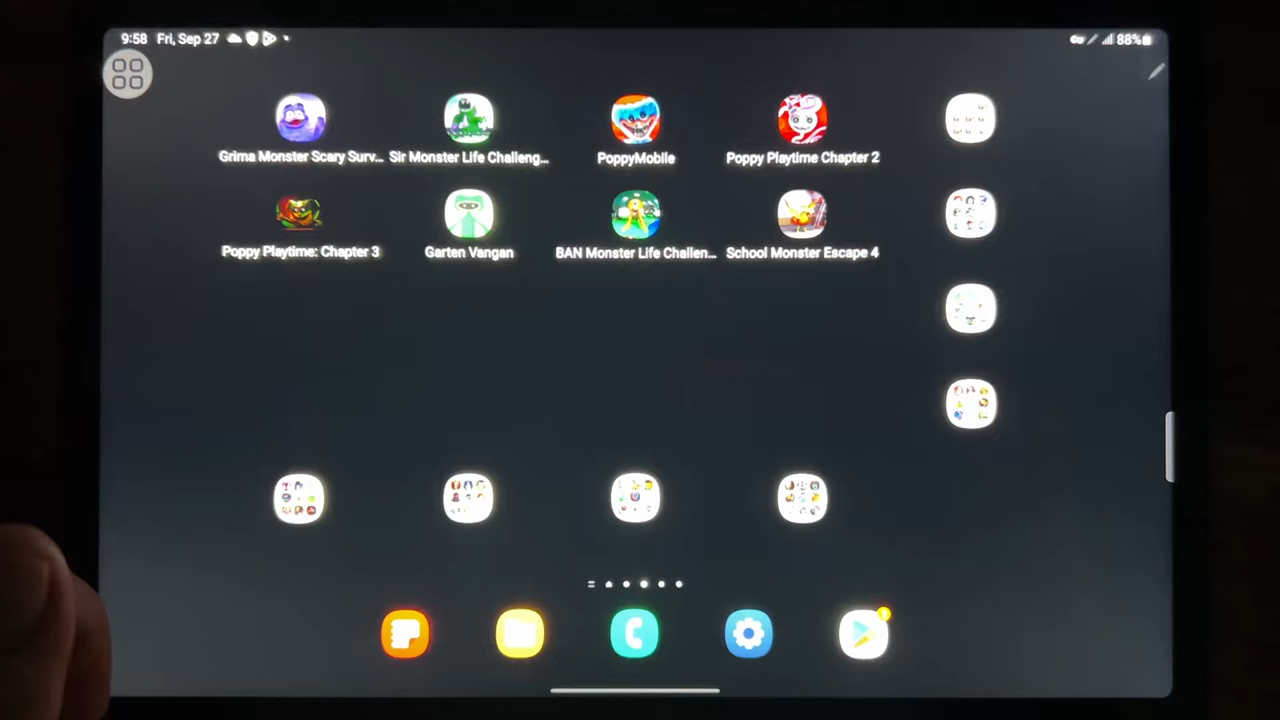 9:58 Fri, Sep 27
88%
Grima Monster Scary Surv...
Sir Monster Life Challeng...
PoppyMobile
Poppy Playtime Chapter 2
Poppy Playtime: Chapter 3
Garten Vangan
BAN Monster Life Challen...
School Monster Escape 4